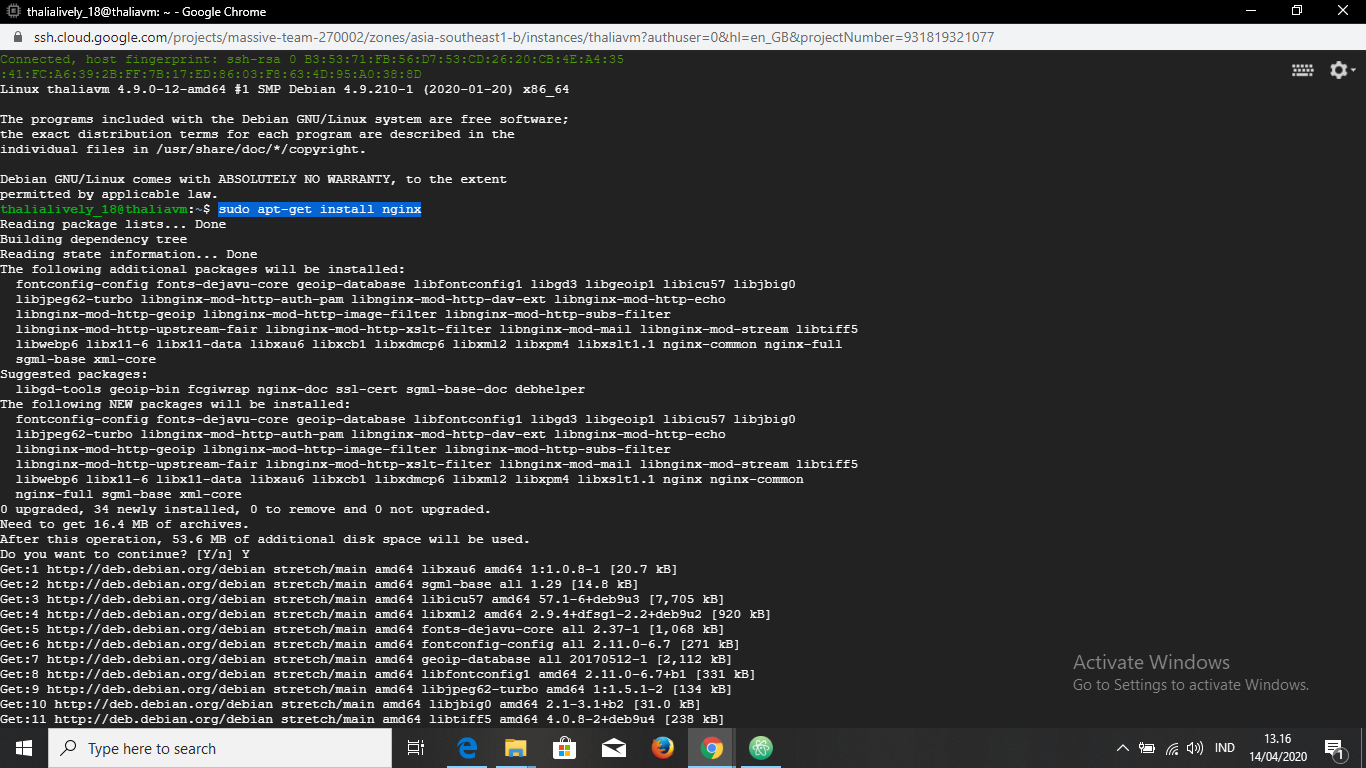 thalialively_18@thaliavm: ~ - Google Chrome
ssh.cloud.google.com/projects/massive-team-270002/zones/asia-southeast1-b/instances/thaliavm?authuser=0&hl=en_GB&projectNumber=931819321077
Connected, host fingerprint: ssh-rsa 0 B3:53:71:FB:56:D7:53:CD:26:20:CB:4E:A4:35
:41:FC:A6:39:2B:FF:7B:17:ED:86:03:F8:63:4D:95:A0:38:8D
Linux thaliavm 4.9.0-12-amd64 #1 SMP Debian 4.9.210-1 (2020-01-20) x86_64
The programs included with the Debian GNU/Linux system are free software;
the exact distribution terms for each program are described in the
individual files in /usr/share/doc/*/copyright.
Debian GNU/Linux comes with ABSOLUTELY NO WARRANTY, to the extent
permitted by applicable law.
thalialively_18@thaliavm:~$ sudo apt-get install nginx
Reading package lists... Done
Building dependency tree
Reading state information... Done
The following additional packages will be installed:
  fontconfig-config fonts-dejavu-core geoip-database libfontconfig1 libgd3 libgeoip1 libicu57 libjbig0
  libjpeg62-turbo libnginx-mod-http-auth-pam libnginx-mod-http-dav-ext libnginx-mod-http-echo
  libnginx-mod-http-geoip libnginx-mod-http-image-filter libnginx-mod-http-subs-filter
  libnginx-mod-http-upstream-fair libnginx-mod-http-xslt-filter libnginx-mod-mail libnginx-mod-stream libtiff5
  libwebp6 libx11-6 libx11-data libxau6 libxcb1 libxdmcp6 libxml2 libxpm4 libxslt1.1 nginx-common nginx-full
  sgml-base xml-core
Suggested packages:
  libgd-tools geoip-bin fcgiwrap nginx-doc ssl-cert sgml-base-doc debhelper
The following NEW packages will be installed:
  fontconfig-config fonts-dejavu-core geoip-database libfontconfig1 libgd3 libgeoip1 libicu57 libjbig0
  libjpeg62-turbo libnginx-mod-http-auth-pam libnginx-mod-http-dav-ext libnginx-mod-http-echo
  libnginx-mod-http-geoip libnginx-mod-http-image-filter libnginx-mod-http-subs-filter
  libnginx-mod-http-upstream-fair libnginx-mod-http-xslt-filter libnginx-mod-mail libnginx-mod-stream libtiff5
  libwebp6 libx11-6 libx11-data libxau6 libxcb1 libxdmcp6 libxml2 libxpm4 libxslt1.1 nginx nginx-common
  nginx-full sgml-base xml-core
0 upgraded, 34 newly installed, 0 to remove and 0 not upgraded.
Need to get 16.4 MB of archives.
After this operation, 53.6 MB of additional disk space will be used.
Do you want to continue? [Y/n] Y
Get:1 http://deb.debian.org/debian stretch/main amd64 libxau6 amd64 1:1.0.8-1 [20.7 kB]
Get:2 http://deb.debian.org/debian stretch/main amd64 sgml-base all 1.29 [14.8 kB]
Get:3 http://deb.debian.org/debian stretch/main amd64 libicu57 amd64 57.1-6+deb9u3 [7,705 kB]
Get:4 http://deb.debian.org/debian stretch/main amd64 libxml2 amd64 2.9.4+dfsg1-2.2+deb9u2 [920 kB]
Get:5 http://deb.debian.org/debian stretch/main amd64 fonts-dejavu-core all 2.37-1 [1,068 kB]
Get:6 http://deb.debian.org/debian stretch/main amd64 fontconfig-config all 2.11.0-6.7 [271 kB]
Get:7 http://deb.debian.org/debian stretch/main amd64 geoip-database all 20170512-1 [2,112 kB]
Get:8 http://deb.debian.org/debian stretch/main amd64 libfontconfig1 amd64 2.11.0-6.7+b1 [331 kB]
Get:9 http://deb.debian.org/debian stretch/main amd64 libjpeg62-turbo amd64 1:1.5.1-2 [134 kB]
Get:10 http://deb.debian.org/debian stretch/main amd64 libjbig0 amd64 2.1-3.1+b2 [31.0 kB]
Get:11 http://deb.debian.org/debian stretch/main amd64 libtiff5 amd64 4.0.8-2+deb9u4 [238 kB]
Activate Windows
Go to Settings to activate Windows.
Type here to search
IND
13.16
14/04/2020
1